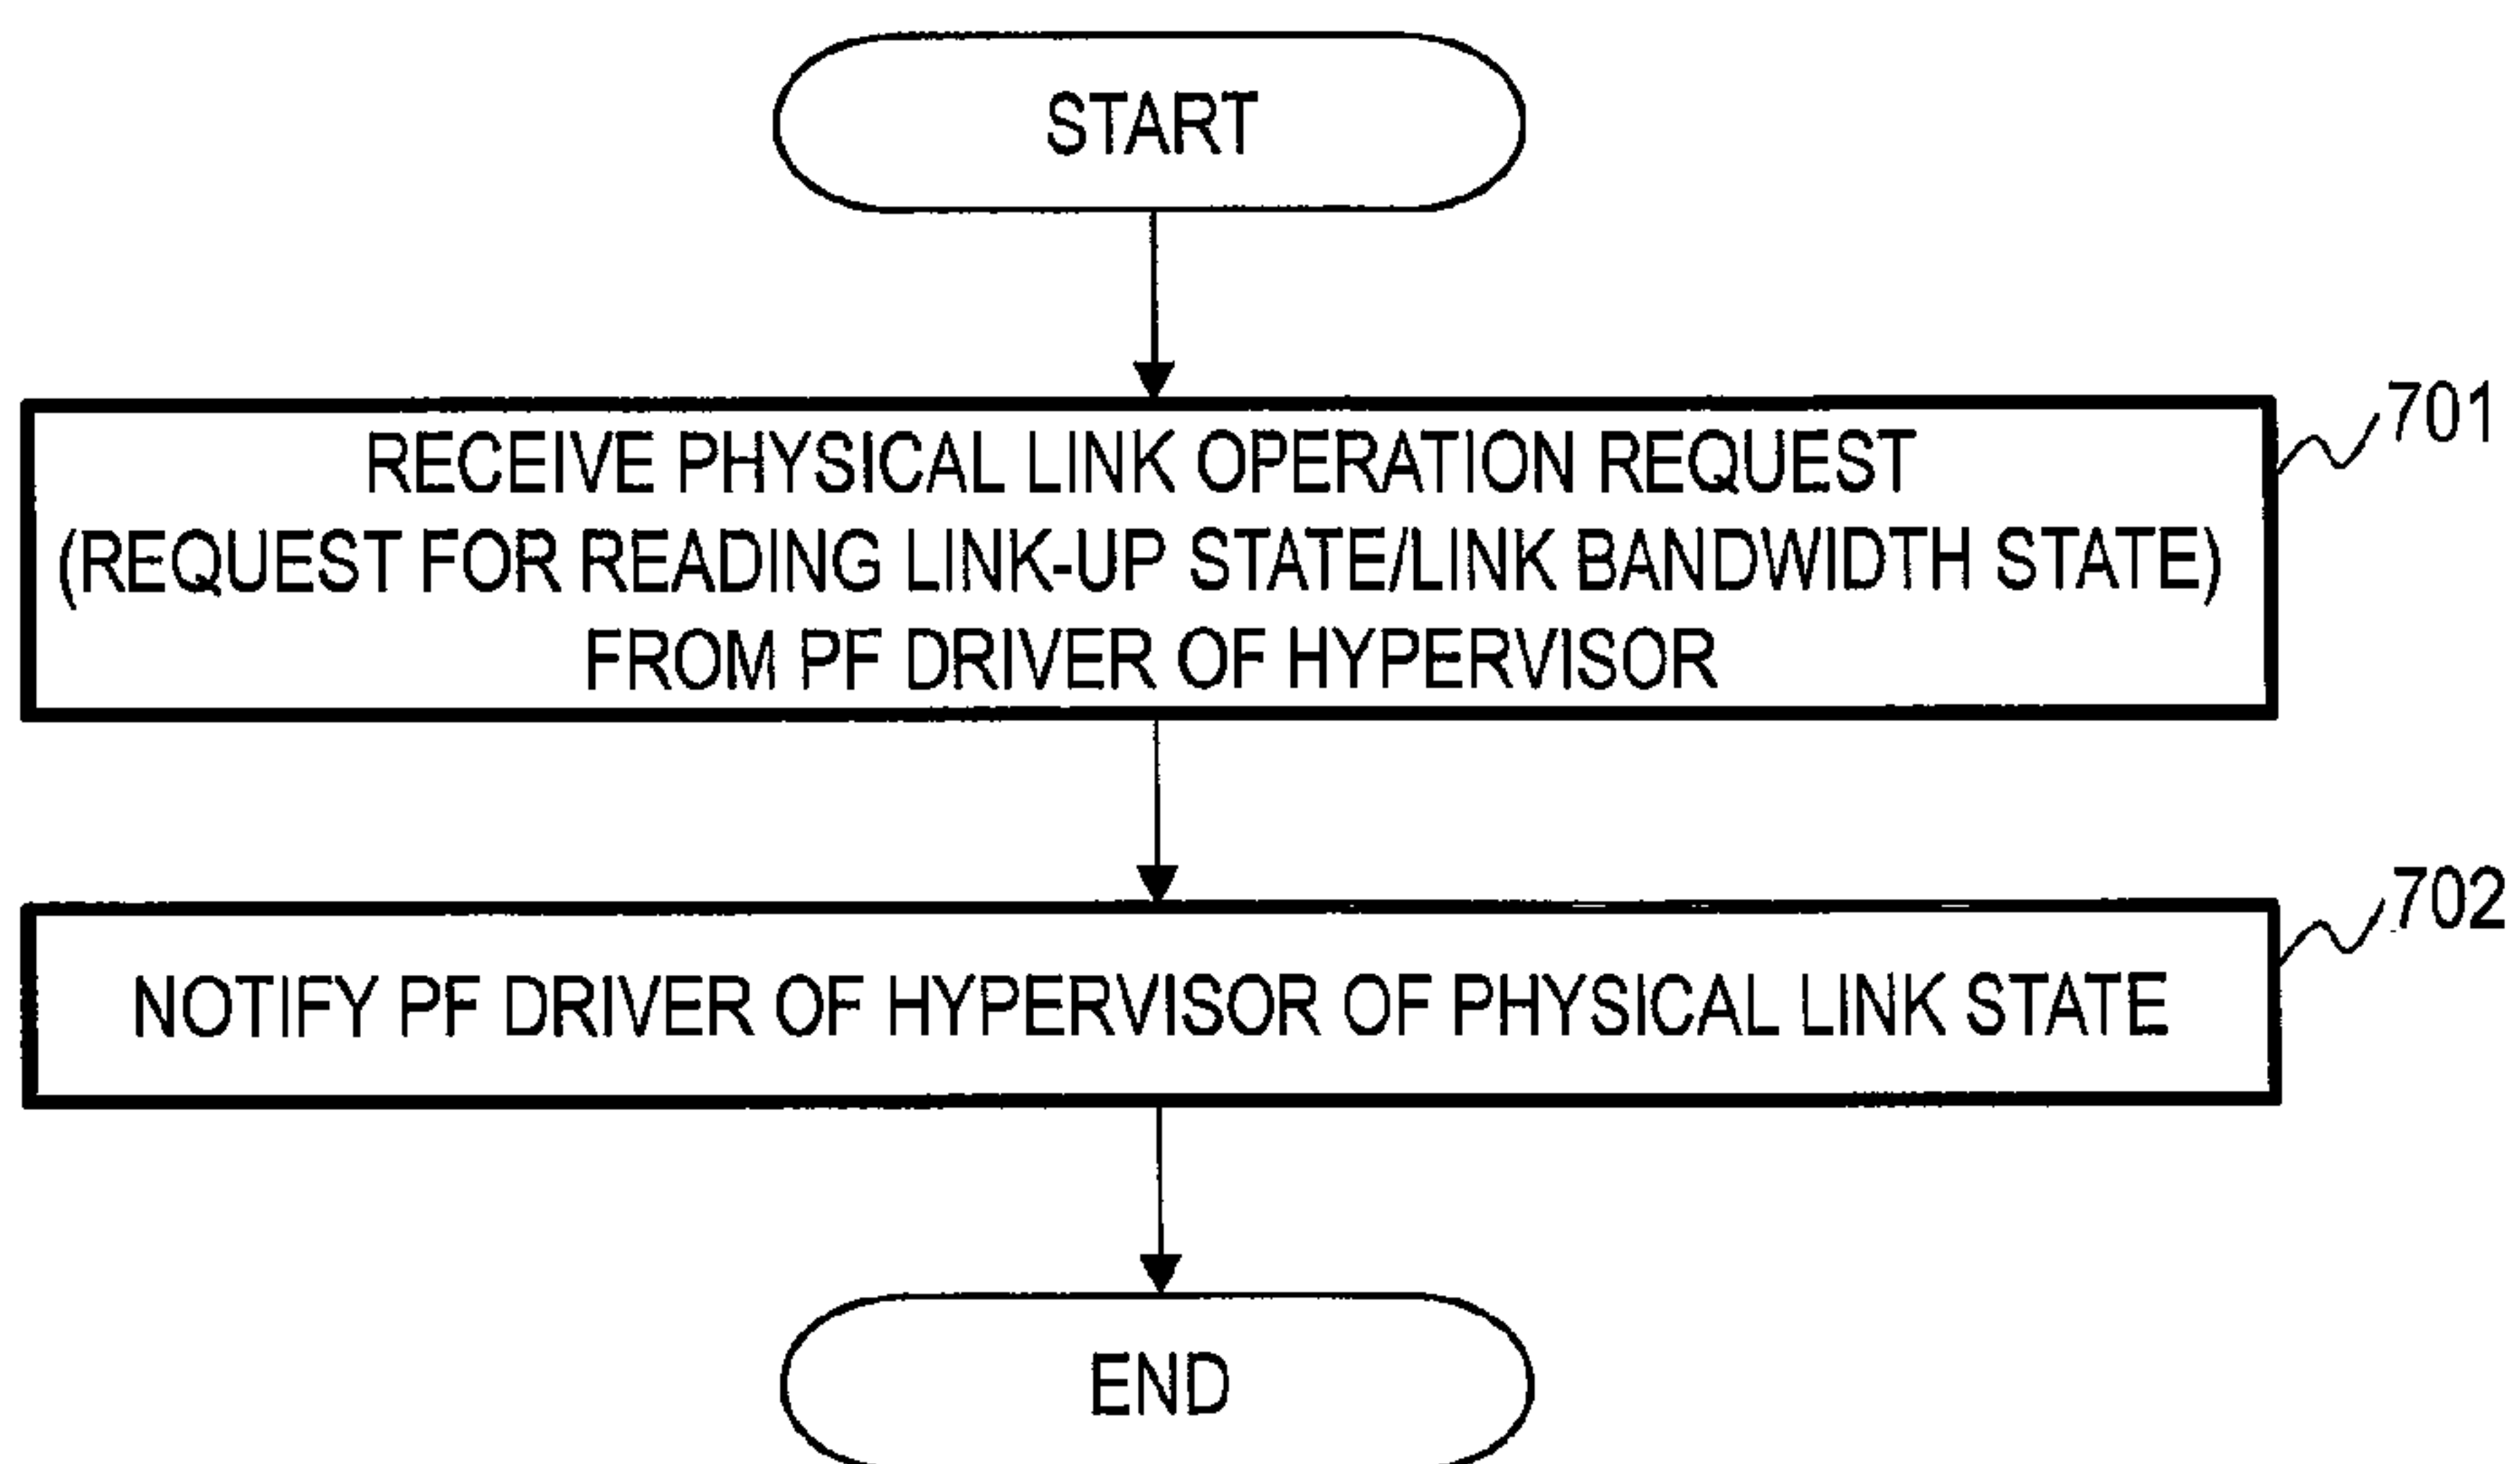 START
701
RECEIVE PHYSICAL LINK OPERATION REQUEST
(REQUEST FOR READING LINK-UP STATE/LINK BANDWIDTH STATE)
FROM PF DRIVER OF HYPERVISOR
702
NOTIFY PF DRIVER OF HYPERVISOR OF PHYSICAL LINK STATE
END